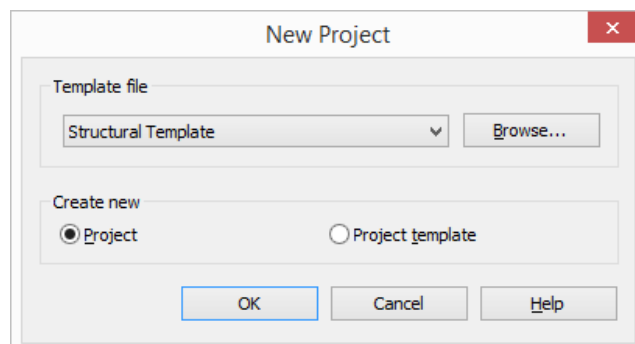 New Project
Template file
Structural Template
Browse...
Create new
Project
Project template
OK
Cancel
Help